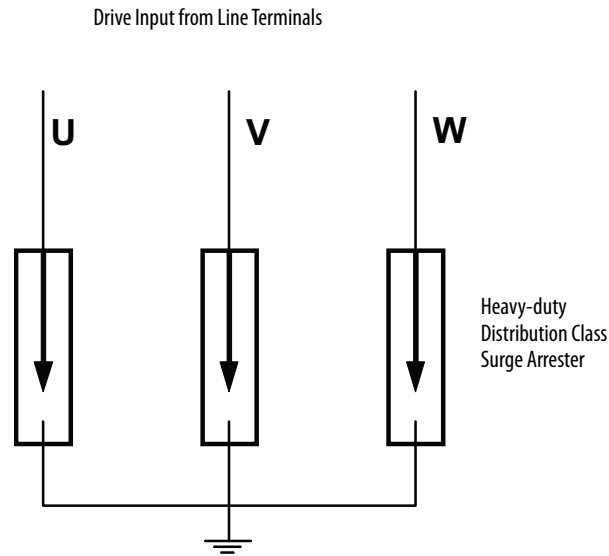 Drive Input from Line Terminals
U
V
W
Heavy-duty
Distribution Class
Surge Arrester